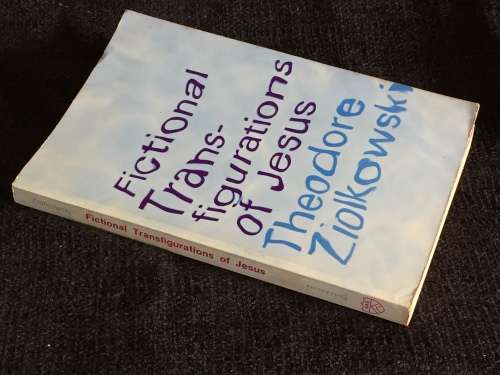 Fictional
Trans-
figurations
of Jesus
Theodore
Ziolkowski
Ziolkowski
Fictional Transfigurations of Jesus